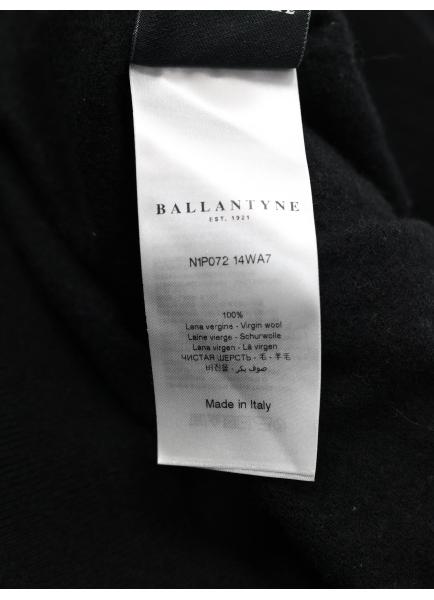 BALLANTYNE
EST. 1921
N1P072 14WA7
100%
Lana vergine - Virgin wool
Laine vierge - Schurwolle
Lana virgen - Lã virgen
ЧИСТАЯ ШЕРСТЬ - 毛 - 羊毛
صوف بكر -
Made in Italy